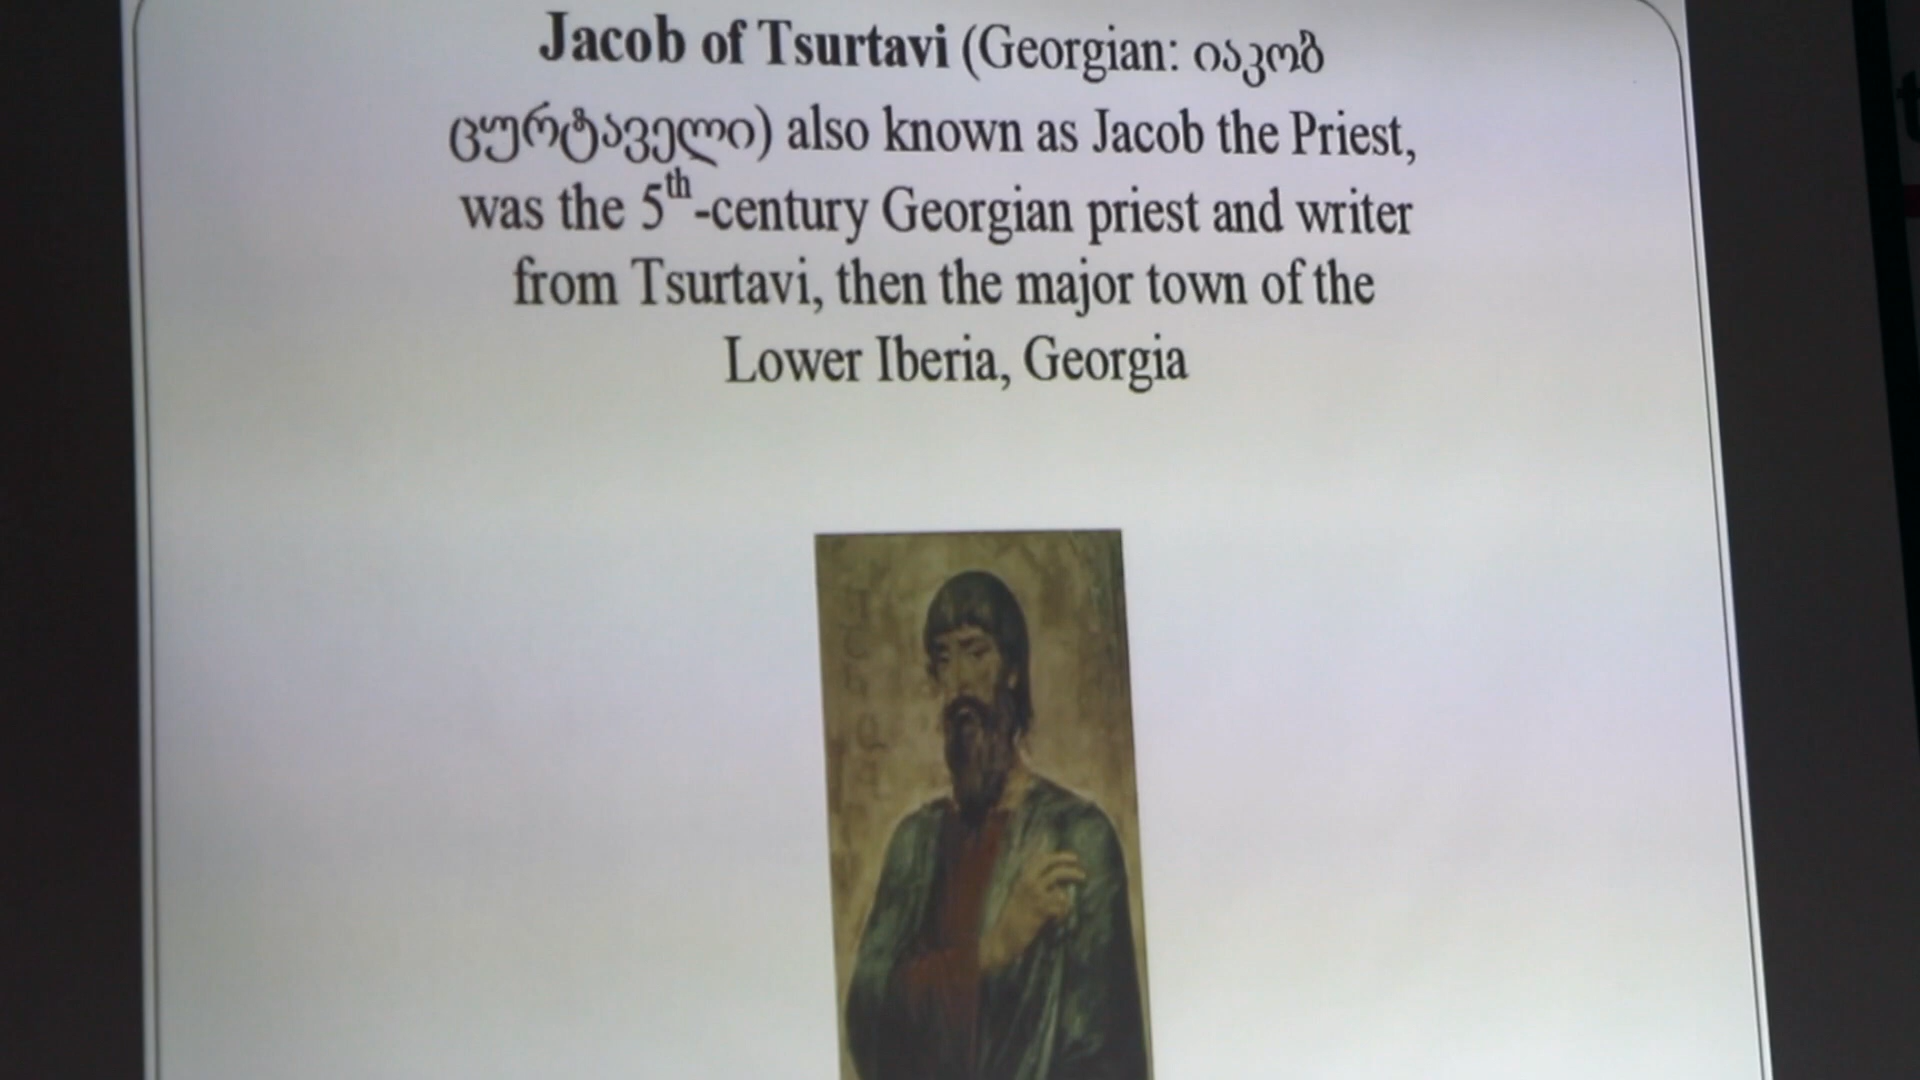 Jacob of Tsurtavi (Georgian: იაკობ
ცურტაველი) also known as Jacob the Priest,
was the 5th-century Georgian priest and writer
from Tsurtavi, then the major town of the
Lower Iberia, Georgia